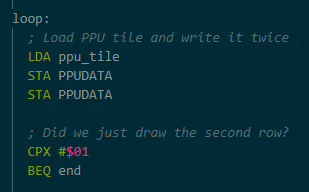 loop:
; Load PPU tile and write it twice
LDA ppu_tile
STA PPUDATA
STA PPUDATA
; Did we just draw the second row?
CPX #$01
BEQ end